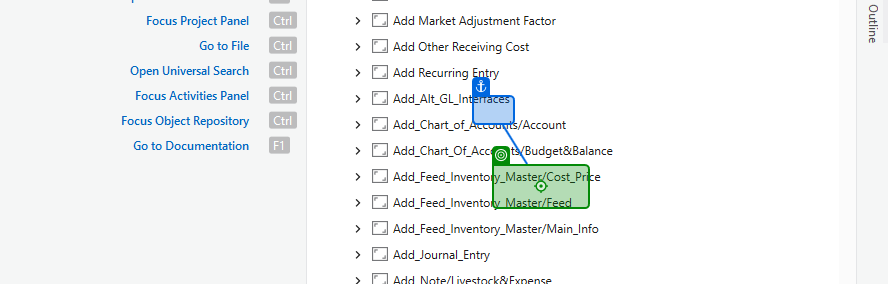 Focus Project Panel Ctrl
Go to File Ctrl
Open Universal Search Ctrl
Focus Activities Panel Ctrl
Focus Object Repository Ctrl
Go to Documentation F1
Add Market Adjustment Factor
Add Other Receiving Cost
Add Recurring Entry
Add_Alt_GL_Interfaces
Add_Chart_of_Accounts/Account
Add_Chart_Of_Accounts/Budget&Balance
Add_Feed_Inventory_Master/Cost_Price
Add_Feed_Inventory_Master/Feed
Add_Feed_Inventory_Master/Main_Info
Add_Journal_Entry
Add_Note/Livestock&Expense
Outline